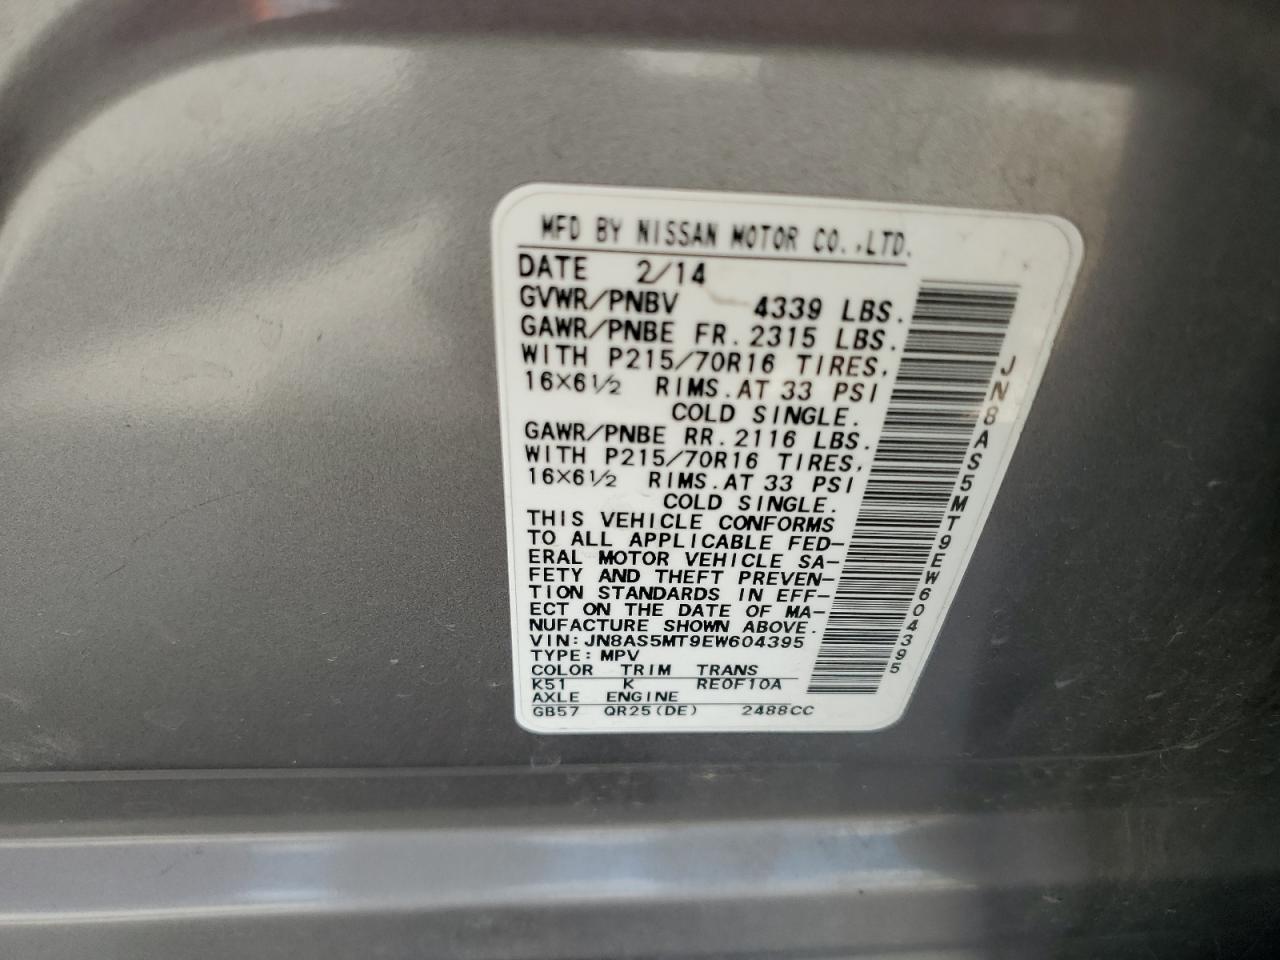 MFD BY NISSAN MOTOR CO.,LTD.
DATE 2/14
GVWR/PNBV 4339 LBS.
GAWR/PNBE FR. 2315 LBS.
WITH P215/70R16 TIRES,
16×6½ RIMS. AT 33 PSI
COLD SINGLE.
GAWR/PNBE RR. 2116 LBS.
WITH P215/70R16 TIRES,
16×6½ RIMS. AT 33 PSI
COLD SINGLE.
THIS VEHICLE CONFORMS
TO ALL APPLICABLE FED-
ERAL MOTOR VEHICLE SA-
FETY AND THEFT PREVEN-
TION STANDARDS IN EFF-
ECT ON THE DATE OF MA-
NUFACTURE SHOWN ABOVE.
VIN: JN8AS5MT9EW604395
TYPE: MPV
COLOR TRIM TRANS
K51 K RE0F10A
AXLE ENGINE
GB57 QR25(DE) 2488CC
JN8AS5MT9EW604395